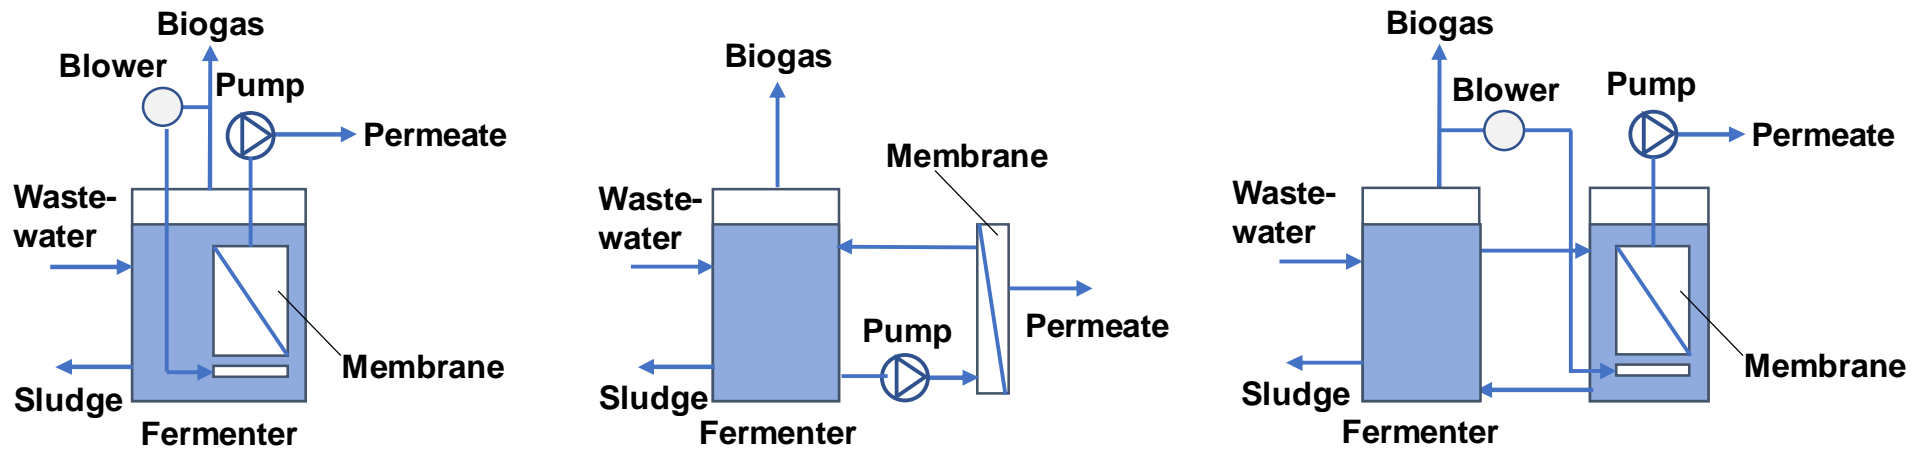 Biogas
Blower
Pump
Permeate
Waste-
water
Membrane
Sludge
Fermenter
Biogas
Membrane
Waste-
water
Permeate
Pump
Sludge
Fermenter
Biogas
Blower
Pump
Permeate
Waste-
water
Membrane
Sludge
Fermenter